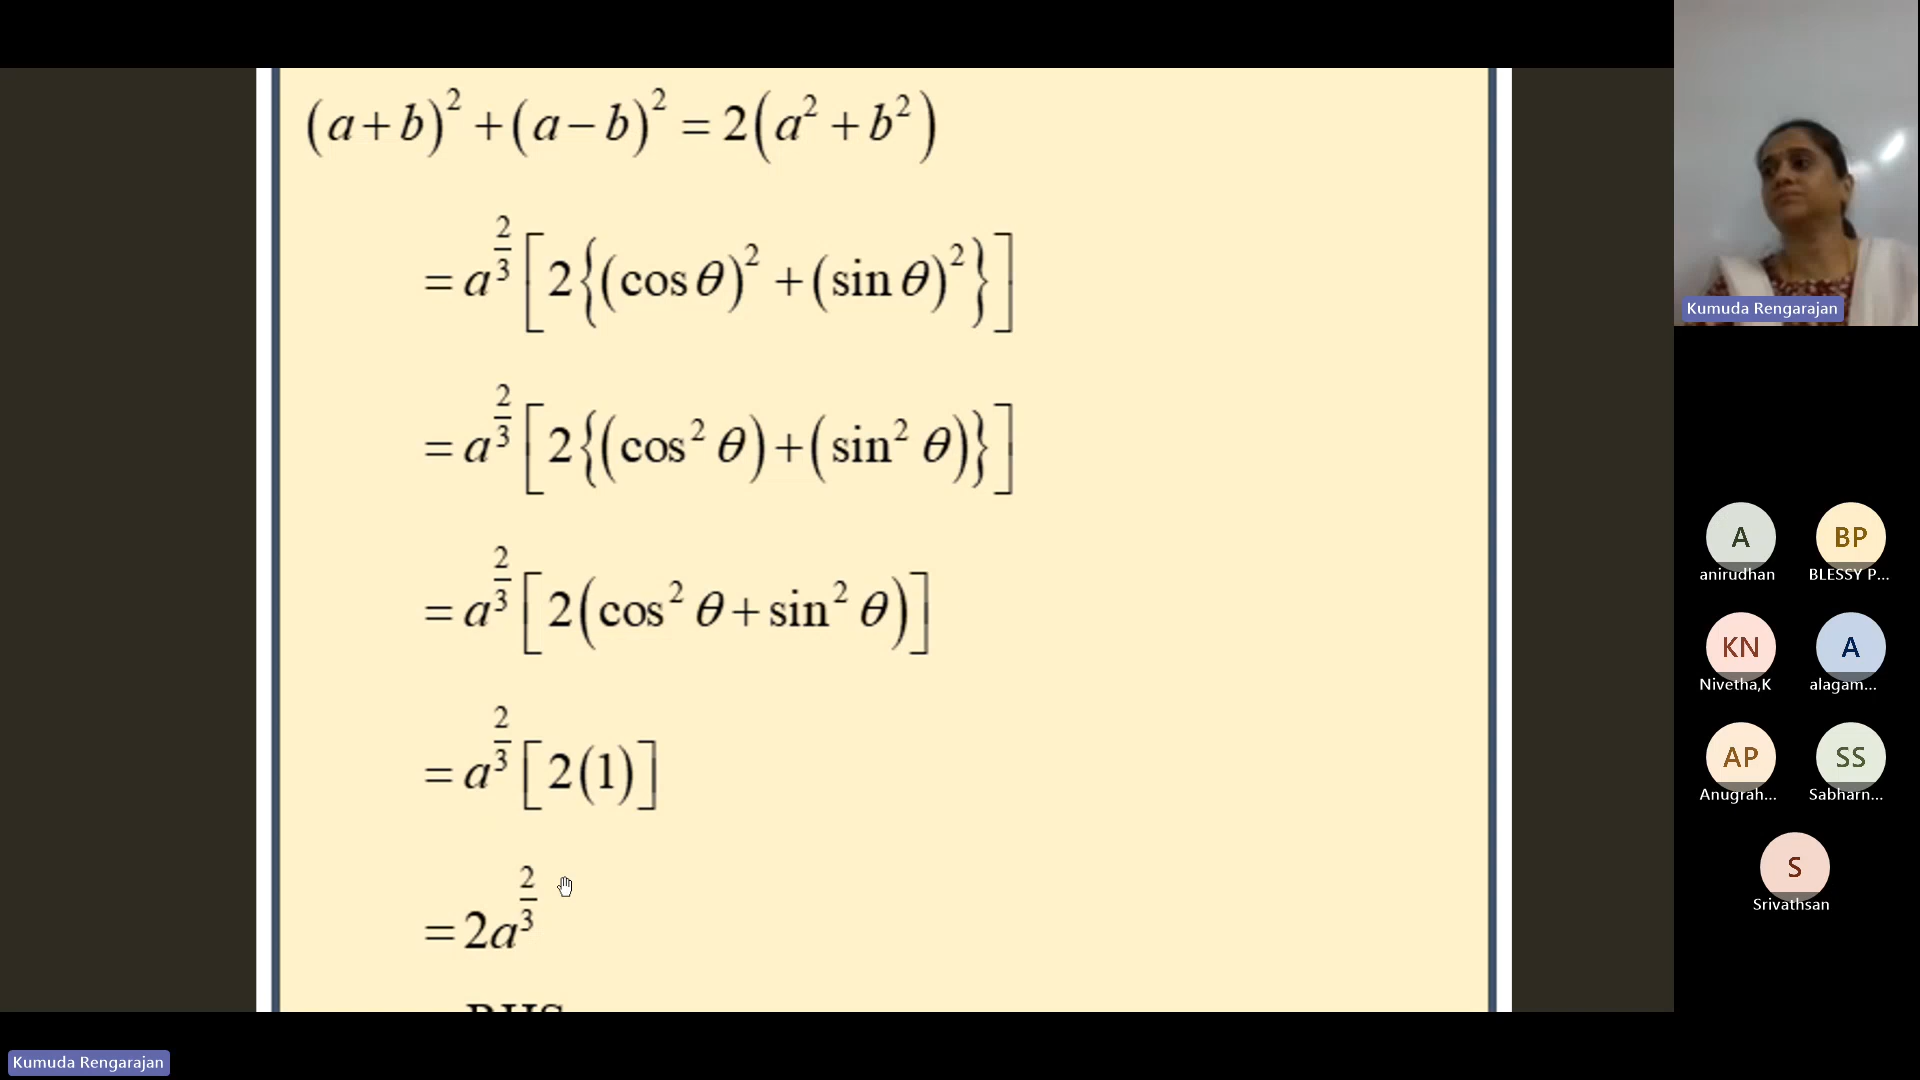 (a+b)² + (a−b)² = 2(a² + b²)
= a^(2/3) [2{(cos θ)² + (sin θ)²}]
= a^(2/3) [2{(cos² θ) + (sin² θ)}]
= a^(2/3) [2(cos² θ + sin² θ)]
= a^(2/3) [2(1)]
= 2a^(2/3)
Kumuda Rengarajan
A
anirudhan
BP
BLESSY P...
KN
Nivetha,K
A
alagam...
AP
Anugrah...
SS
Sabharn...
S
Srivathsan
Kumuda Rengarajan